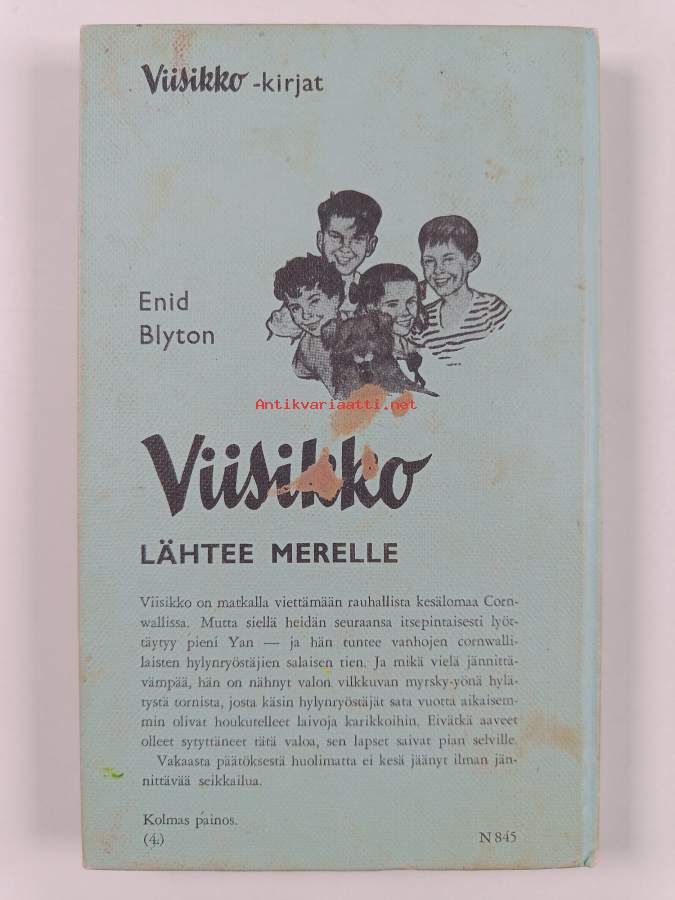 Viisikko -kirjat
Enid
Blyton
Antikvariaatti.net
Viisikko
LÄHTEE MERELLE
Viisikko on matkalla viettämään rauhallista kesälomaa Corn-
wallissa. Mutta siellä heidän seuraansa itsepintaisesti lyöt-
täytyy pieni Yan — ja hän tuntee vanhojen cornwalli-
laisten hylynryöstäjien salaisen tien. Ja mikä vielä jännittä-
vämpää, hän on nähnyt valon vilkkuvan myrsky-yönä hylä-
tystä tornista, josta käsin hylynryöstäjät sata vuotta aikaisem-
min olivat houkutelleet laivoja karikkoihin. Eivätkä aaveet
olleet sytyttäneet tätä valoa, sen lapset saivat pian selville.
Vakaasta päätöksestä huolimatta ei kesä jäänyt ilman jän-
nittävää seikkailua.
Kolmas painos.
(4.) N 845